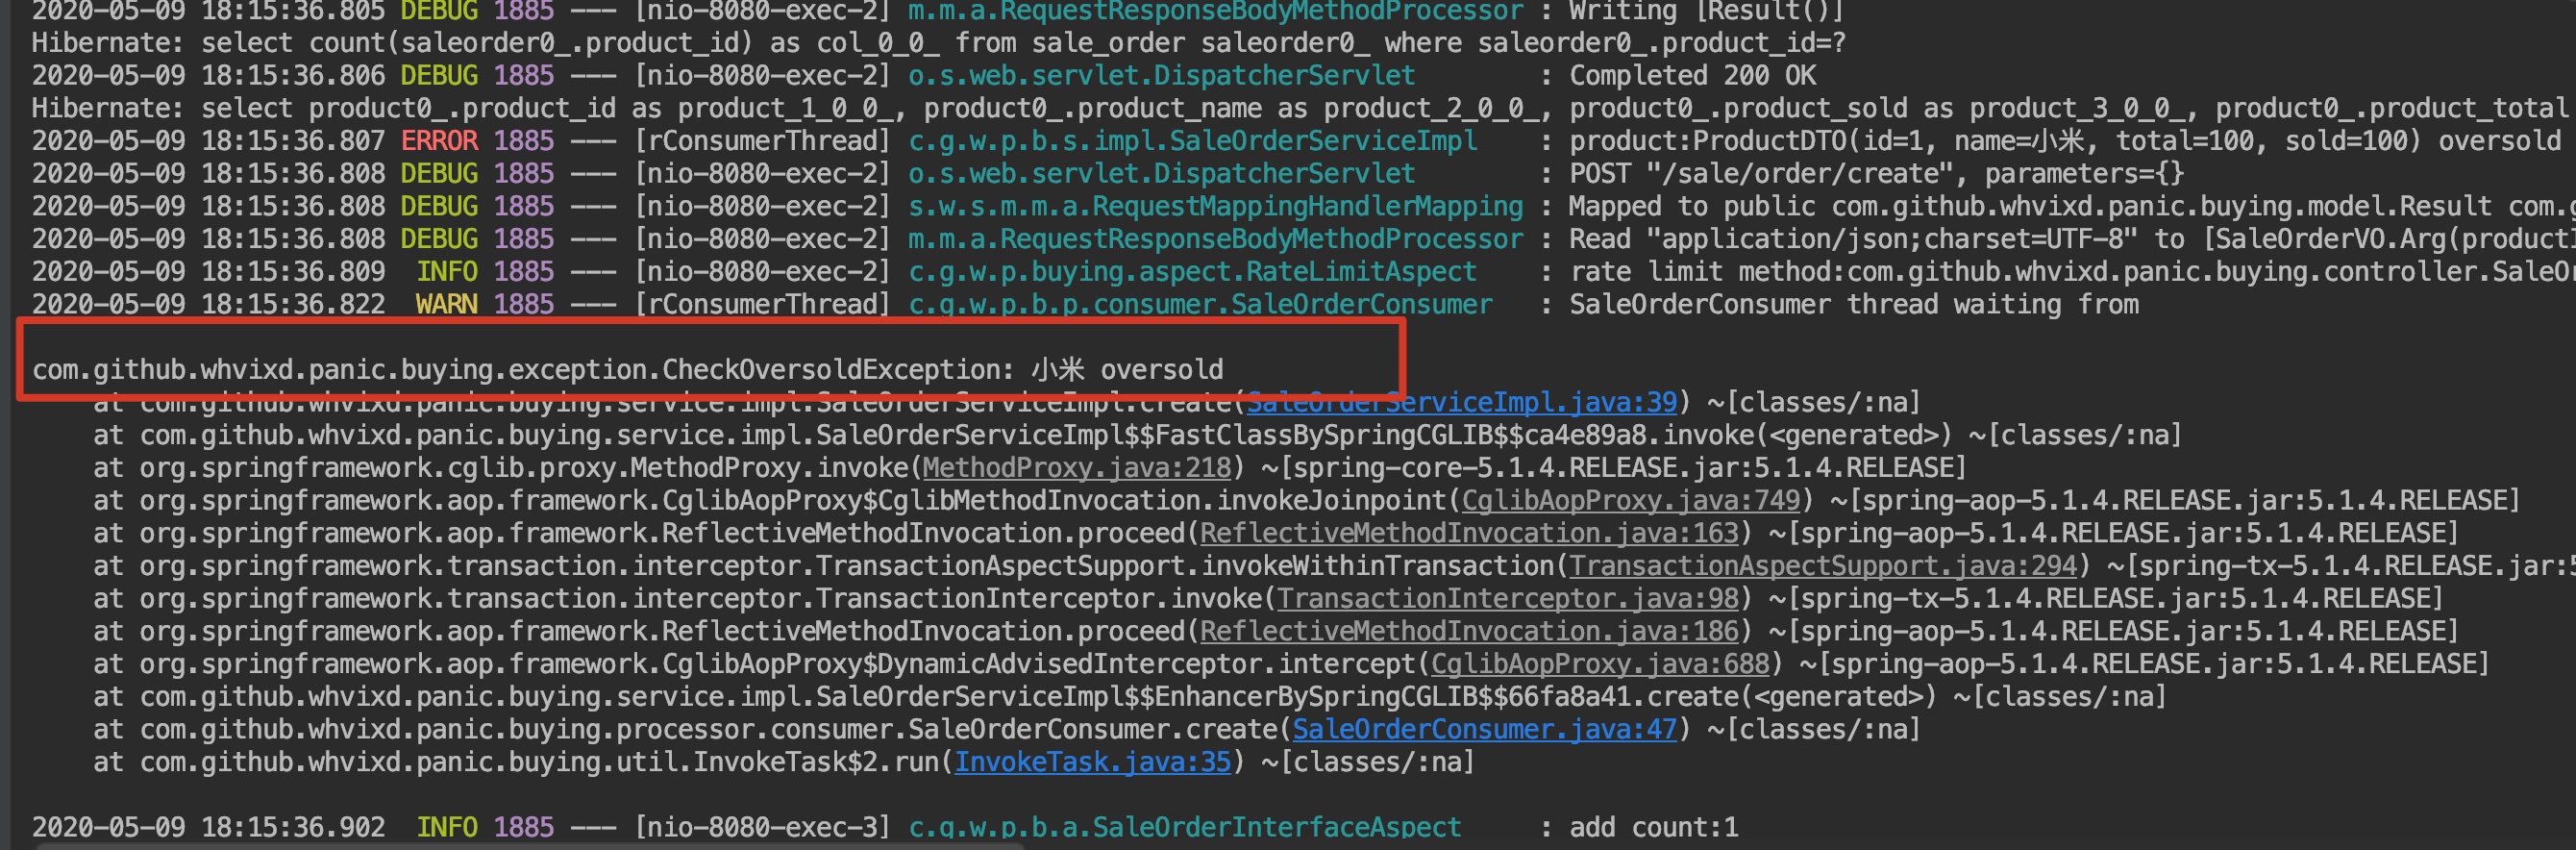 2020-05-09 18:15:36.805 DEBUG 1885 --- [nio-8080-exec-2] m.m.a.RequestResponseBodyMethodProcessor : Writing [Result()]
Hibernate: select count(saleorder0_.product_id) as col_0_0_ from sale_order saleorder0_ where saleorder0_.product_id=?
2020-05-09 18:15:36.806 DEBUG 1885 --- [nio-8080-exec-2] o.s.web.servlet.DispatcherServlet : Completed 200 OK
Hibernate: select product0_.product_id as product_1_0_0_, product0_.product_name as product_2_0_0_, product0_.product_sold as product_3_0_0_, product0_.product_total
2020-05-09 18:15:36.807 ERROR 1885 --- [rConsumerThread] c.g.w.p.b.s.impl.SaleOrderServiceImpl : product:ProductDTO(id=1, name=小米, total=100, sold=100) oversold
2020-05-09 18:15:36.808 DEBUG 1885 --- [nio-8080-exec-2] o.s.web.servlet.DispatcherServlet : POST "/sale/order/create", parameters={}
2020-05-09 18:15:36.808 DEBUG 1885 --- [nio-8080-exec-2] s.w.s.m.m.a.RequestMappingHandlerMapping : Mapped to public com.github.whvixd.panic.buying.model.Result com.g
2020-05-09 18:15:36.808 DEBUG 1885 --- [nio-8080-exec-2] m.m.a.RequestResponseBodyMethodProcessor : Read "application/json;charset=UTF-8" to [SaleOrderVO.Arg(productI
2020-05-09 18:15:36.809 INFO 1885 --- [nio-8080-exec-2] c.g.w.p.buying.aspect.RateLimitAspect : rate limit method:com.github.whvixd.panic.buying.controller.SaleO
2020-05-09 18:15:36.822 WARN 1885 --- [rConsumerThread] c.g.w.p.b.p.consumer.SaleOrderConsumer : SaleOrderConsumer thread waiting from
com.github.whvixd.panic.buying.exception.CheckOversoldException: 小米 oversold
at com.github.whvixd.panic.buying.service.impl.SaleOrderServiceImpl.create(SaleOrderServiceImpl.java:39) ~[classes/:na]
at com.github.whvixd.panic.buying.service.impl.SaleOrderServiceImpl$$FastClassBySpringCGLIB$$ca4e89a8.invoke(<generated>) ~[classes/:na]
at org.springframework.cglib.proxy.MethodProxy.invoke(MethodProxy.java:218) ~[spring-core-5.1.4.RELEASE.jar:5.1.4.RELEASE]
at org.springframework.aop.framework.CglibAopProxy$CglibMethodInvocation.invokeJoinpoint(CglibAopProxy.java:749) ~[spring-aop-5.1.4.RELEASE.jar:5.1.4.RELEASE]
at org.springframework.aop.framework.ReflectiveMethodInvocation.proceed(ReflectiveMethodInvocation.java:163) ~[spring-aop-5.1.4.RELEASE.jar:5.1.4.RELEASE]
at org.springframework.transaction.interceptor.TransactionAspectSupport.invokeWithinTransaction(TransactionAspectSupport.java:294) ~[spring-tx-5.1.4.RELEASE.jar:5
at org.springframework.transaction.interceptor.TransactionInterceptor.invoke(TransactionInterceptor.java:98) ~[spring-tx-5.1.4.RELEASE.jar:5.1.4.RELEASE]
at org.springframework.aop.framework.ReflectiveMethodInvocation.proceed(ReflectiveMethodInvocation.java:186) ~[spring-aop-5.1.4.RELEASE.jar:5.1.4.RELEASE]
at org.springframework.aop.framework.CglibAopProxy$DynamicAdvisedInterceptor.intercept(CglibAopProxy.java:688) ~[spring-aop-5.1.4.RELEASE.jar:5.1.4.RELEASE]
at com.github.whvixd.panic.buying.service.impl.SaleOrderServiceImpl$$EnhancerBySpringCGLIB$$66fa8a41.create(<generated>) ~[classes/:na]
at com.github.whvixd.panic.buying.processor.consumer.SaleOrderConsumer.create(SaleOrderConsumer.java:47) ~[classes/:na]
at com.github.whvixd.panic.buying.util.InvokeTask$2.run(InvokeTask.java:35) ~[classes/:na]
2020-05-09 18:15:36.902 INFO 1885 --- [nio-8080-exec-3] c.g.w.p.b.a.SaleOrderInterfaceAspect : add count:1